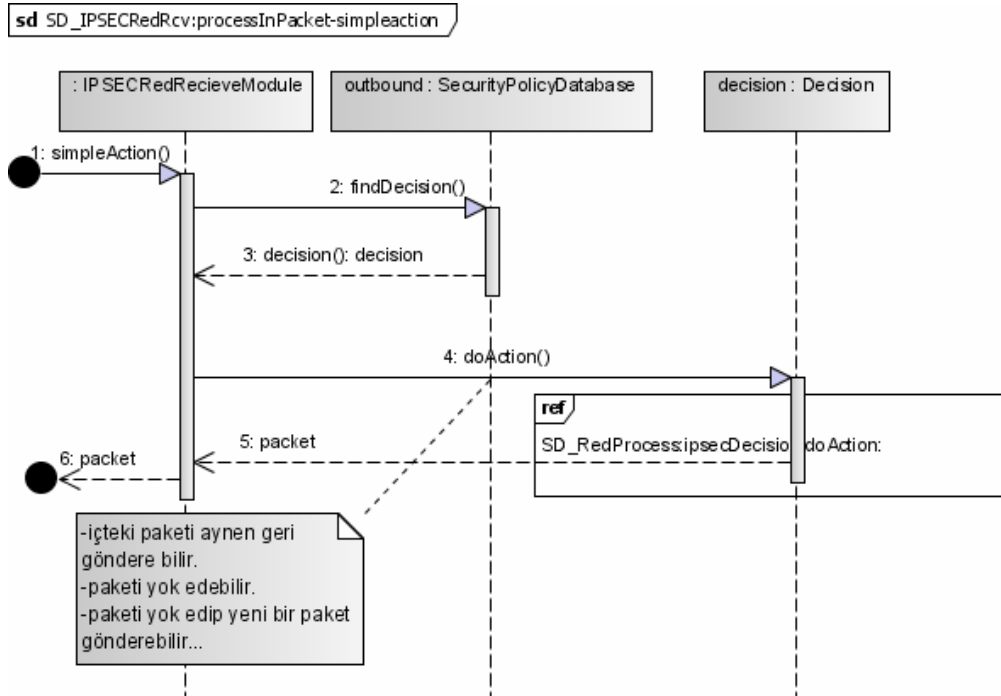 sd SD_IPSECRedRcv:processInPacket-simpleaction
: IPSECRedRecieveModule
outbound : SecurityPolicyDatabase
decision : Decision
1: simpleAction()
2: findDecision()
3: decision(): decision
4: doAction()
ref
SD_RedProcess:ipsecDecision doAction:
5: packet
6: packet
-içteki paketi aynen geri
göndere bilir.
-paketi yok edebilir.
-paketi yok edip yeni bir paket
gönderebilir...